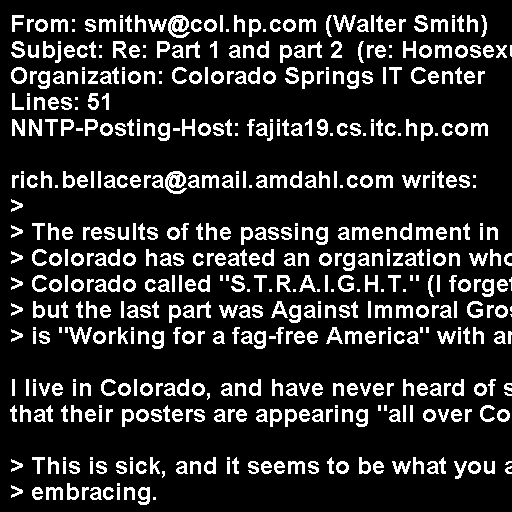 From: smithw@col.hp.com (Walter Smith)
Subject: Re: Part 1 and part 2  (re: Homosexu
Organization: Colorado Springs IT Center
Lines: 51
NNTP-Posting-Host: fajita19.cs.itc.hp.com

rich.bellacera@amail.amdahl.com writes:
>
> The results of the passing amendment in
> Colorado has created an organization who
> Colorado called "S.T.R.A.I.G.H.T." (I forget
> but the last part was Against Immoral Gros
> is "Working for a fag-free America" with an

I live in Colorado, and have never heard of s
that their posters are appearing "all over Co

> This is sick, and it seems to be what you a
> embracing.